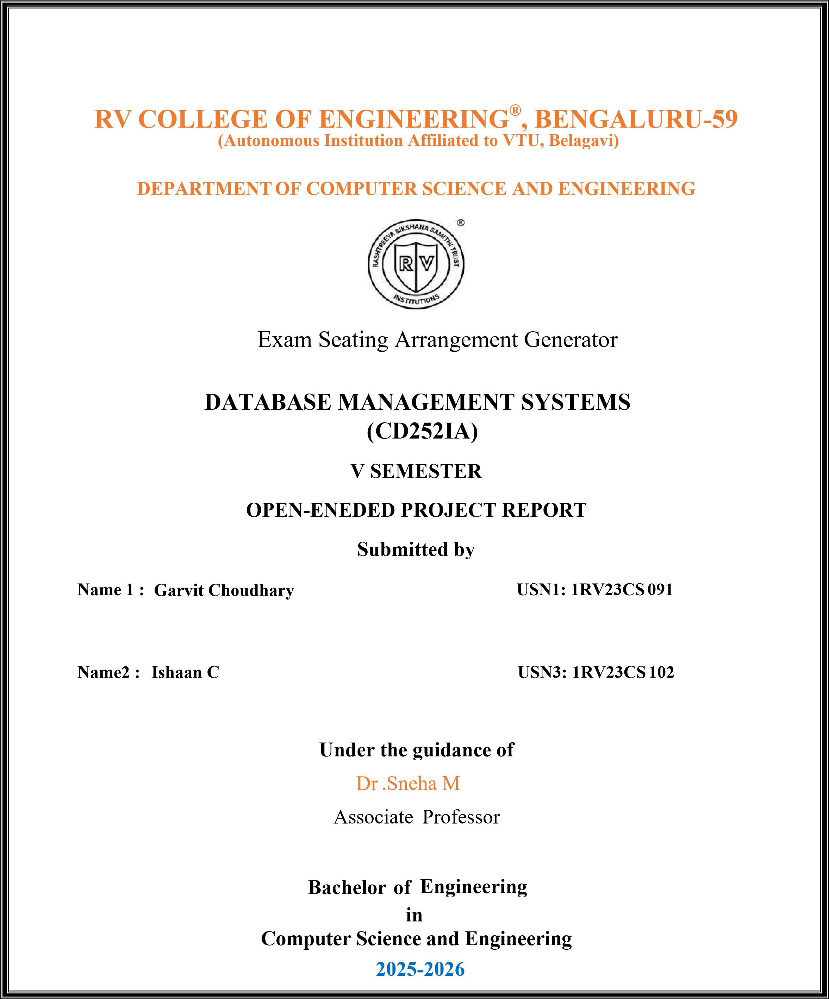 RV COLLEGE OF ENGINEERING®, BENGALURU-59
(Autonomous Institution Affiliated to VTU, Belagavi)
DEPARTMENT OF COMPUTER SCIENCE AND ENGINEERING
®
RASHTREEYA SIKSHANA SAMITHI TRUST
RV
INSTITUTIONS
Exam Seating Arrangement Generator
DATABASE MANAGEMENT SYSTEMS
(CD252IA)
V SEMESTER
OPEN-ENEDED PROJECT REPORT
Submitted by
Name 1 : Garvit Choudhary USN1: 1RV23CS 091
Name2 : Ishaan C USN3: 1RV23CS 102
Under the guidance of
Dr .Sneha M
Associate Professor
Bachelor of Engineering
in
Computer Science and Engineering
2025-2026